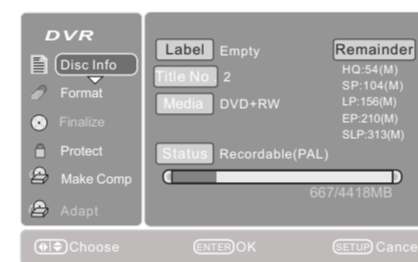 DVR
Disc Info
Format
Finalize
Protect
Make Comp
Adapt
Label Empty
Title No. 2
Media DVD+RW
Status Recordable(PAL)
667/4418MB
Remainder
HQ:54(M)
SP:104(M)
LP:156(M)
EP:210(M)
SLP:313(M)
Choose
ENTER OK
SETUP Cance